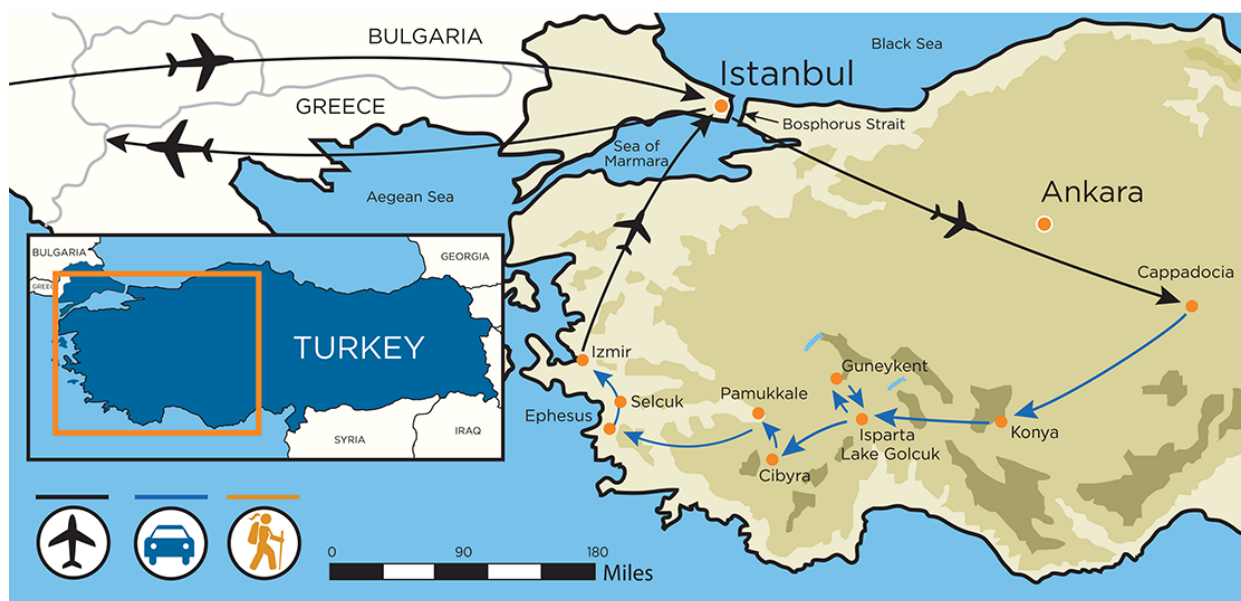 BULGARIA
Black Sea
Istanbul
GREECE
Bosphorus Strait
Sea of
Marmara
Aegean Sea
Ankara
BULGARIA
GEORGIA
Cappadocia
GREECE
TURKEY
Izmir
Guneykent
Pamukkale
Selcuk
Ephesus
Isparta
Lake Golcuk
Konya
SYRIA
IRAQ
Cibyra
0
90
180
Miles